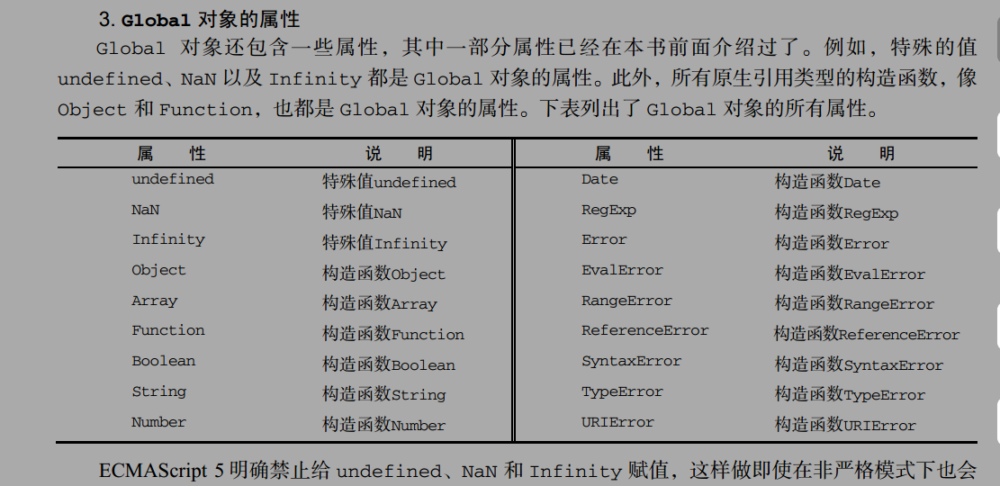 3. Global 对象的属性
Global 对象还包含一些属性，其中一部分属性已经在本书前面介绍过了。例如，特殊的值
undefined、NaN 以及 Infinity 都是 Global 对象的属性。此外，所有原生引用类型的构造函数，像
Object 和 Function，也都是 Global 对象的属性。下表列出了 Global 对象的所有属性。
属 性 说 明 属 性 说 明
undefined 特殊值undefined Date 构造函数Date
NaN 特殊值NaN RegExp 构造函数RegExp
Infinity 特殊值Infinity Error 构造函数Error
Object 构造函数Object EvalError 构造函数EvalError
Array 构造函数Array RangeError 构造函数RangeError
Function 构造函数Function ReferenceError 构造函数ReferenceError
Boolean 构造函数Boolean SyntaxError 构造函数SyntaxError
String 构造函数String TypeError 构造函数TypeError
Number 构造函数Number URIError 构造函数URIError
ECMAScript 5 明确禁止给 undefined、NaN 和 Infinity 赋值，这样做即使在非严格模式下也会